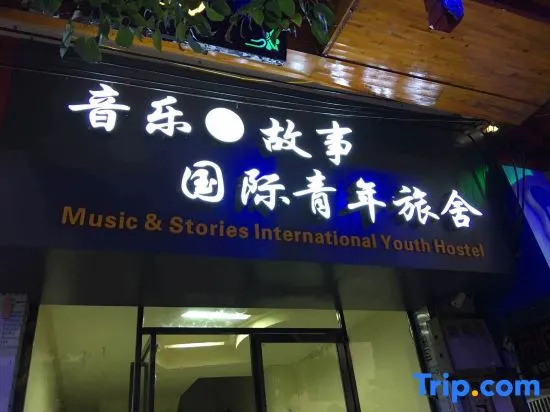 音乐●故事
国际青年旅舍
Music & Stories International Youth Hostel
Trip.com